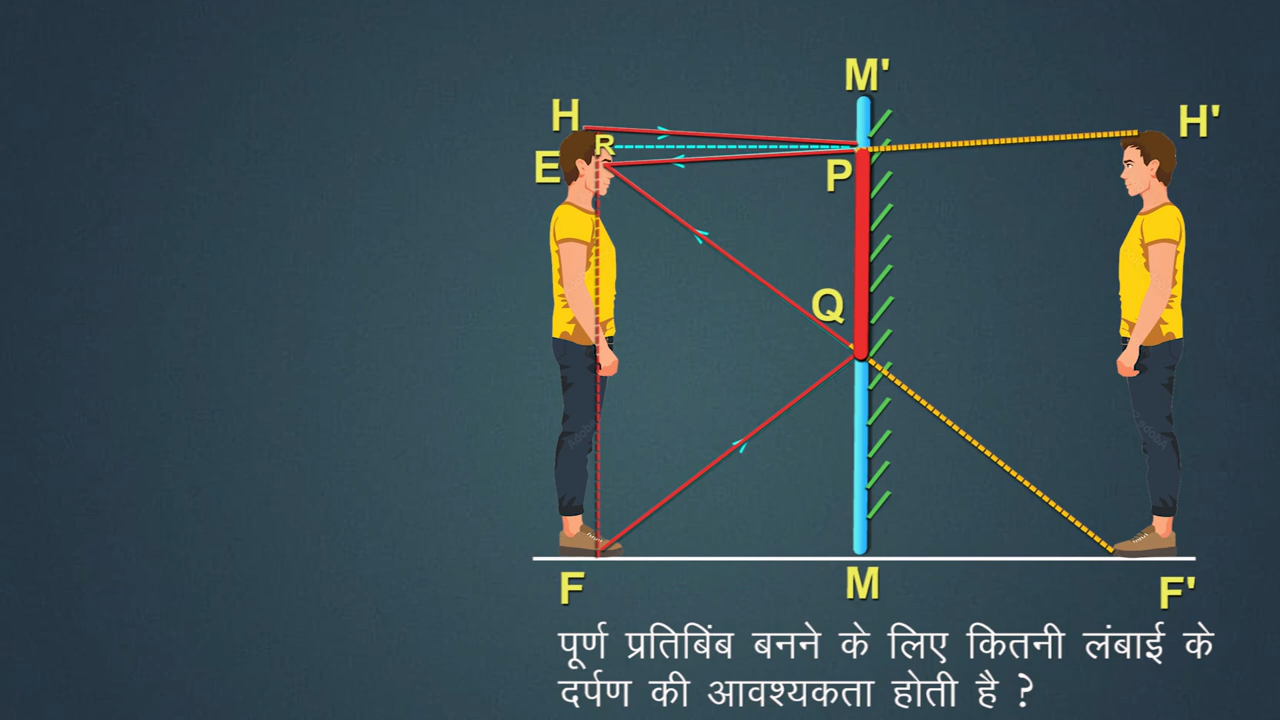 M'
H
H'
R
E
P
Q
F
M
F'
पूर्ण प्रतिबिंब बनने के लिए कितनी लंबाई के
दर्पण की आवश्यकता होती है ?